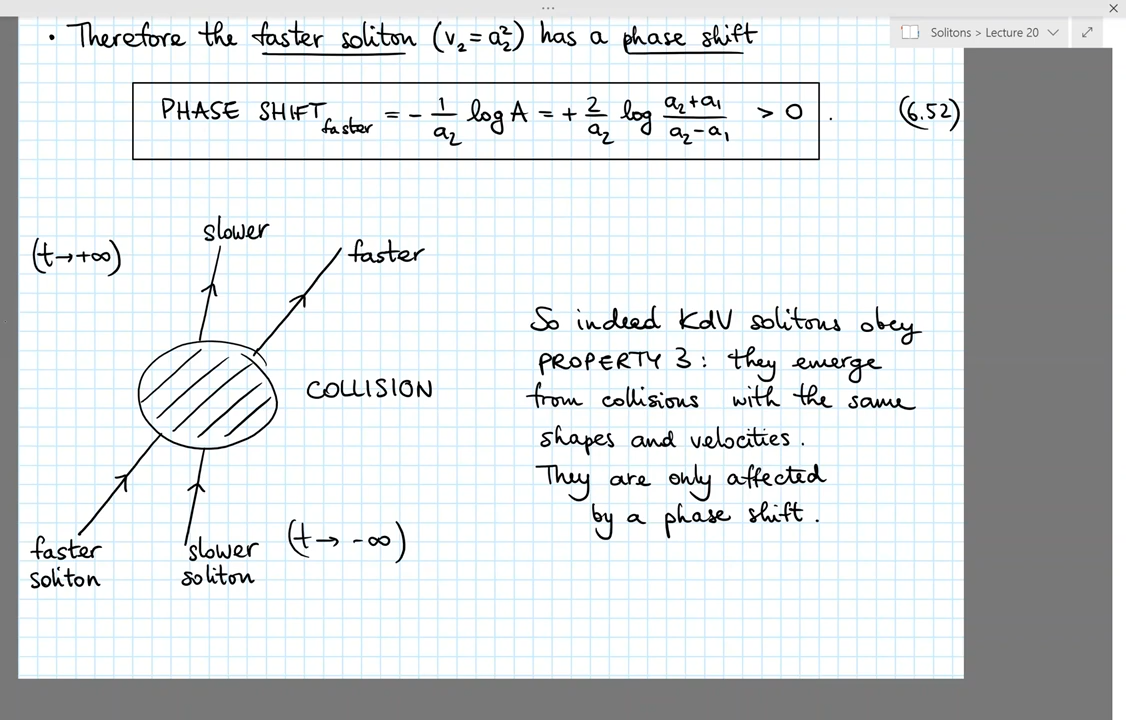 Solitons > Lecture 20
• Therefore the faster soliton (v₂ = a₂²) has a phase shift
PHASE SHIFT_faster = - 1/a₂ log A = + 2/a₂ log (a₂+a₁)/(a₂-a₁) > 0 . (6.52)
(t→+∞)
slower
faster
COLLISION
faster
soliton
slower
soliton
(t→ -∞)
So indeed KdV solitons obey
PROPERTY 3: they emerge
from collisions with the same
shapes and velocities.
They are only affected
by a phase shift.